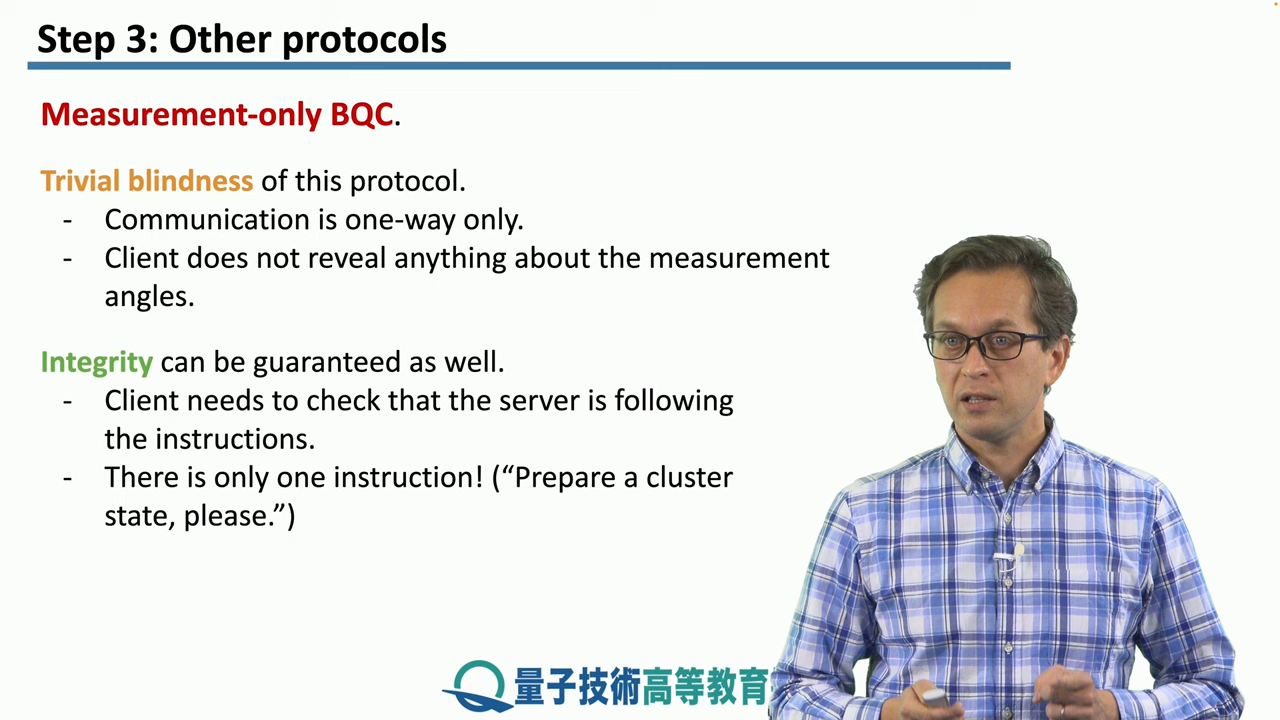 Step 3: Other protocols
Measurement-only BQC.
Trivial blindness of this protocol.
- Communication is one-way only.
- Client does not reveal anything about the measurement
angles.
Integrity can be guaranteed as well.
- Client needs to check that the server is following
the instructions.
- There is only one instruction! (“Prepare a cluster
state, please.”)
量子技術高等教育